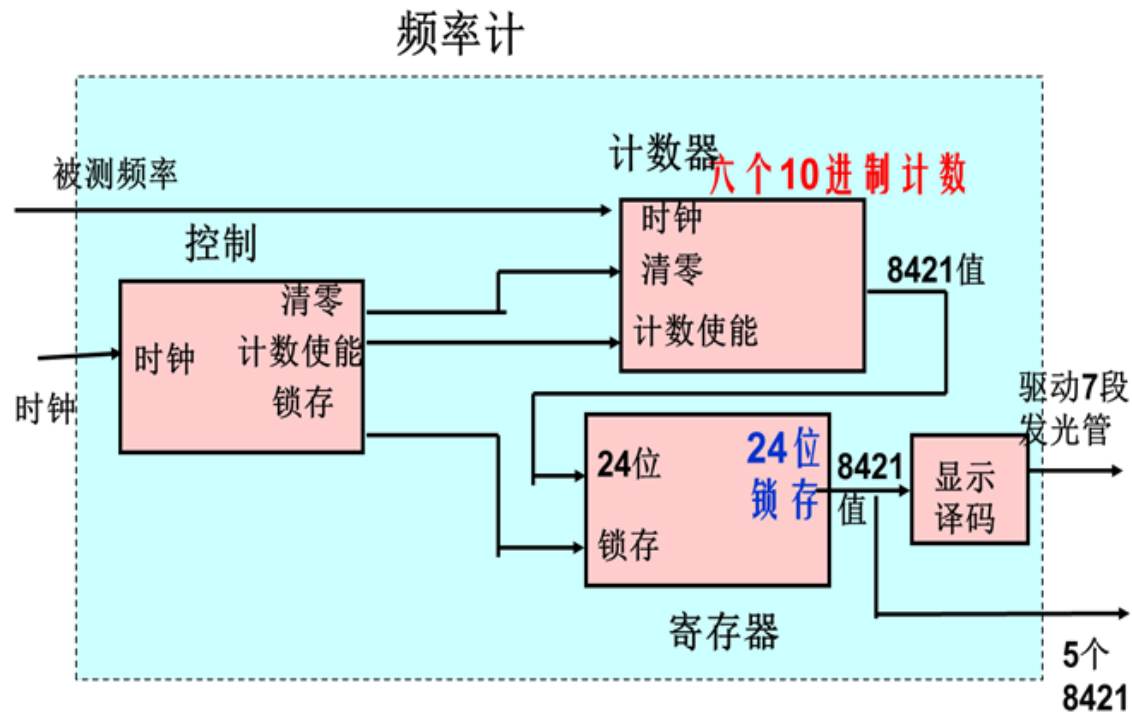 频率计
计数器
六个10进制计数
被测频率
时钟
控制
清零
8421值
清零
计数使能
时钟
计数使能
锁存
时钟
驱动7段
发光管
24位
24位
锁存
8421
值
显示
译码
锁存
寄存器
5个
8421